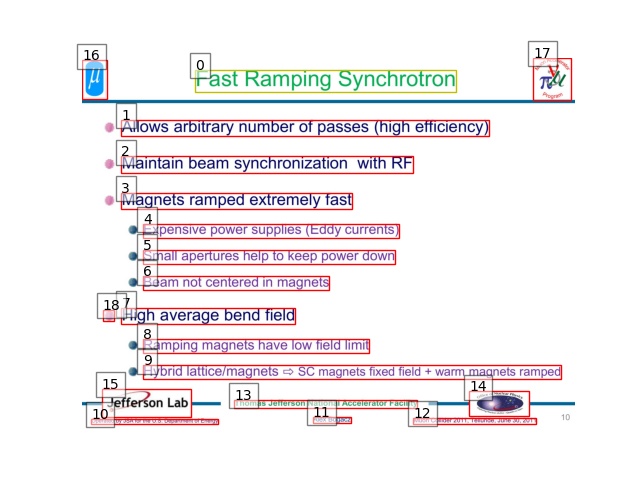 16
0
17
µ
Fast Ramping Synchrotron
πμ
Program
1
Allows arbitrary number of passes (high efficiency)
2
Maintain beam synchronization with RF
3
Magnets ramped extremely fast
4
Expensive power supplies (Eddy currents)
5
Small apertures help to keep power down
6
Beam not centered in magnets
18
7
High average bend field
8
Ramping magnets have low field limit
9
Hybrid lattice/magnets ⇨ SC magnets fixed field + warm magnets ramped
15
14
13
Jefferson Lab
Thomas Jefferson National Accelerator Facility
10
11
12
Operated by JSA for the U.S. Department of Energy
Alex Bogacz
Muon Collider 2011, Telluride, June 30, 2011
10